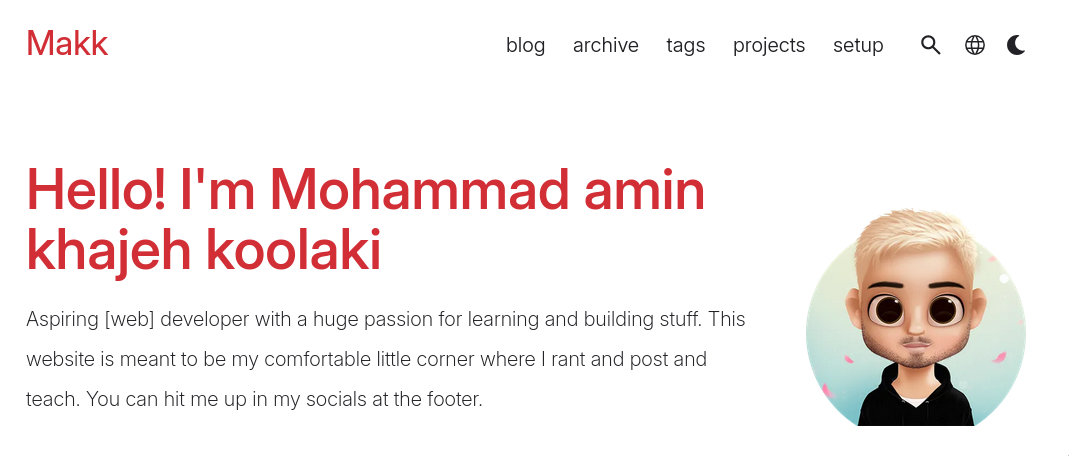 Makk
blog archive tags projects setup
Hello! I'm Mohammad amin
khajeh koolaki
Aspiring [web] developer with a huge passion for learning and building stuff. This
website is meant to be my comfortable little corner where I rant and post and
teach. You can hit me up in my socials at the footer.